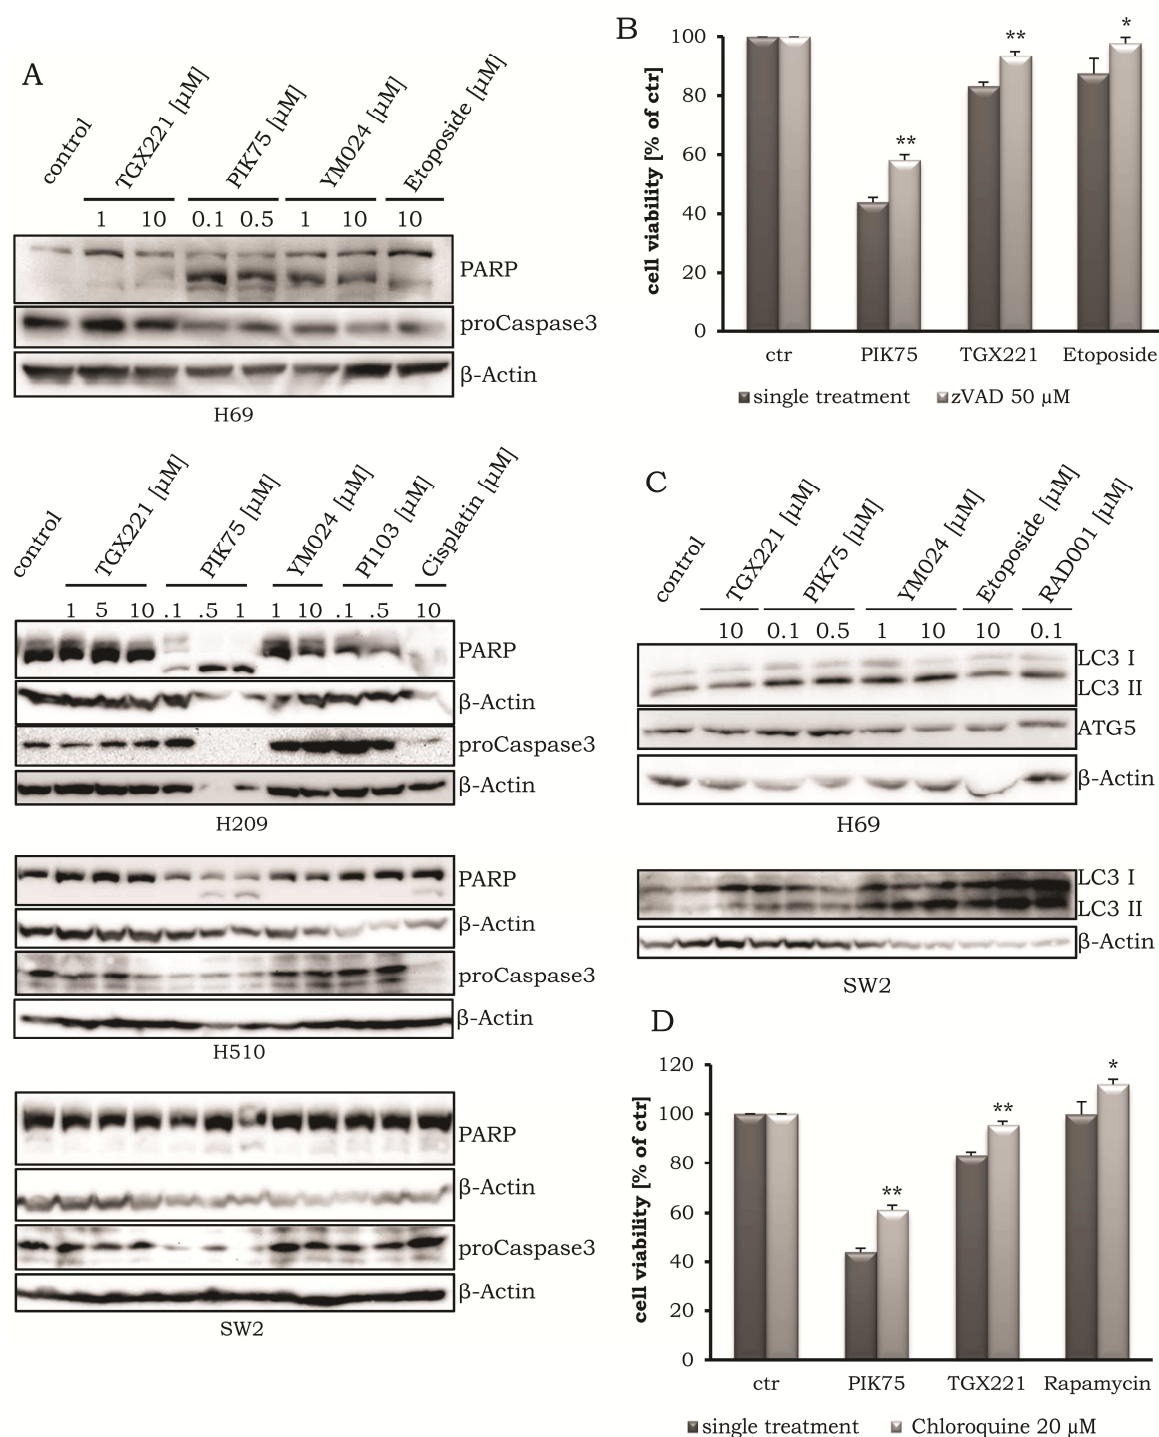 A
control
TGX221 [µM]
PIK75 [µM]
YM024 [µM]
Etoposide [µM]
1 10 0.1 0.5 1 10 10
PARP
proCaspase3
β-Actin
H69
control
TGX221 [µM]
PIK75 [µM]
YM024 [µM]
PI103 [µM]
Cisplatin [µM]
1 5 10 .1 .5 1 1 10 .1 .5 10
PARP
β-Actin
proCaspase3
β-Actin
H209
PARP
β-Actin
proCaspase3
β-Actin
H510
PARP
β-Actin
proCaspase3
β-Actin
SW2
B
cell viability [% of ctr]
100
80
60
40
20
0
**
**
*
ctr PIK75 TGX221 Etoposide
single treatment zVAD 50 µM
C
control
TGX221 [µM]
PIK75 [µM]
YM024 [µM]
Etoposide [µM]
RAD001 [µM]
10 0.1 0.5 1 10 10 0.1
LC3 I
LC3 II
ATG5
β-Actin
H69
LC3 I
LC3 II
β-Actin
SW2
D
cell viability [% of ctr]
120
100
80
60
40
20
0
**
**
*
ctr PIK75 TGX221 Rapamycin
single treatment Chloroquine 20 µM